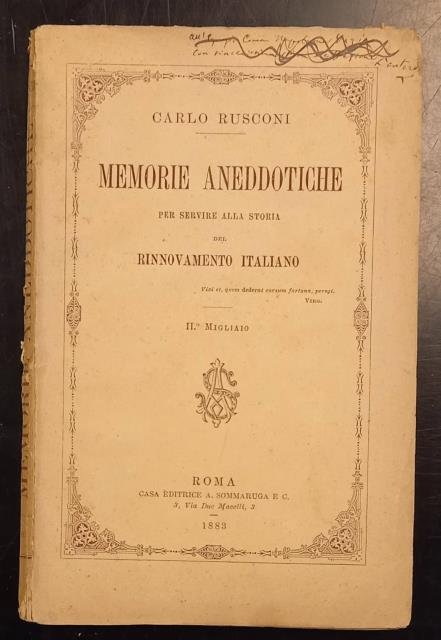 CARLO RUSCONI
MEMORIE ANEDDOTICHE
PER SERVIRE ALLA STORIA
DEL
RINNOVAMENTO ITALIANO
Vixi et, quem dederat cursum fortuna, peregi.
VIRG.
II.º MIGLIAIO
ROMA
CASA EDITRICE A. SOMMARUGA E C.
3, Via Due Macelli, 3
1883